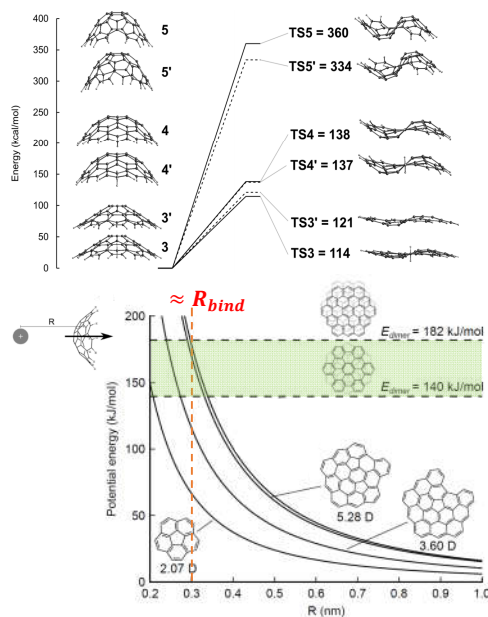 Energy (kcal/mol)
400
350
300
250
200
150
100
50
0
5
5'
4
4'
3'
3
TS5 = 360
TS5' = 334
TS4 = 138
TS4' = 137
TS3' = 121
TS3 = 114
R
+
≈ R_bind
Potential energy (kJ/mol)
200
150
100
50
E_dimer = 182 kJ/mol
E_dimer = 140 kJ/mol
5.28 D
3.60 D
2.07 D
0.2 0.3 0.4 0.5 0.6 0.7 0.8 0.9 1.0
R (nm)